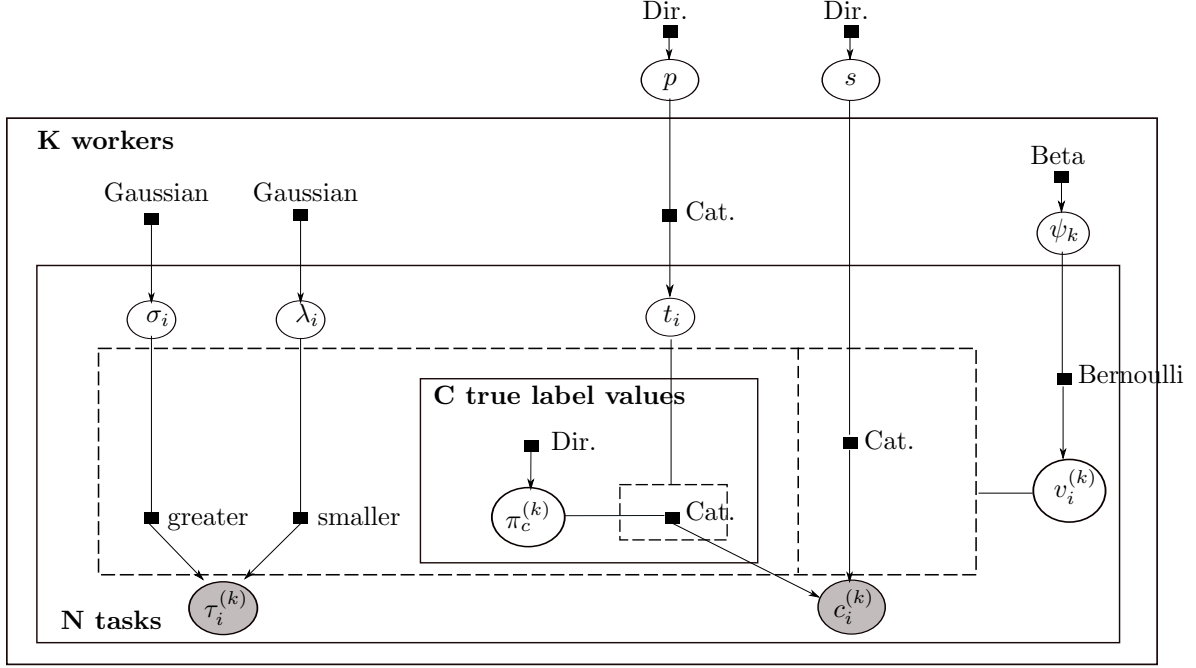 Dir. Dir.
p s
K workers
Beta
Gaussian Gaussian
Cat.
ψ_k
σ_i λ_i t_i
Bernoulli
C true label values
Dir. Cat.
π_c^{(k)} Cat. v_i^{(k)}
greater smaller
τ_i^{(k)} c_i^{(k)}
N tasks